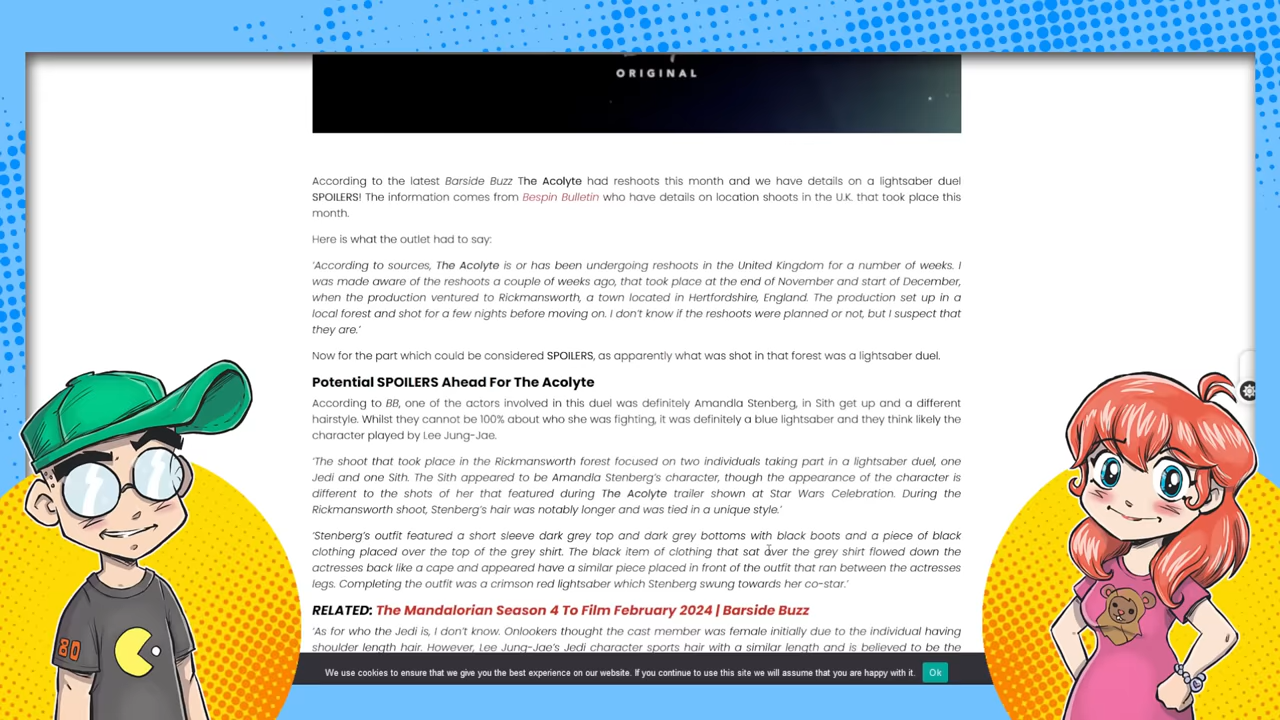 ORIGINAL
According to the latest Barside Buzz The Acolyte had reshoots this month and we have details on a lightsaber duel
SPOILERS! The information comes from Bespin Bulletin who have details on location shoots in the U.K. that took place this
month.
Here is what the outlet had to say:
‘According to sources, The Acolyte is or has been undergoing reshoots in the United Kingdom for a number of weeks. I
was made aware of the reshoots a couple of weeks ago, that took place at the end of November and start of December,
when the production ventured to Rickmansworth, a town located in Hertfordshire, England. The production set up in a
local forest and shot for a few nights before moving on. I don’t know if the reshoots were planned or not, but I suspect that
they are.’
Now for the part which could be considered SPOILERS, as apparently what was shot in that forest was a lightsaber duel.
Potential SPOILERS Ahead For The Acolyte
According to BB, one of the actors involved in this duel was definitely Amandla Stenberg, in Sith get up and a different
hairstyle. Whilst they cannot be 100% about who she was fighting, it was definitely a blue lightsaber and they think likely the
character played by Lee Jung-Jae.
‘The shoot that took place in the Rickmansworth forest focused on two individuals taking part in a lightsaber duel, one
Jedi and one Sith. The Sith appeared to be Amandla Stenberg’s character, though the appearance of the character is
different to the shots of her that featured during The Acolyte trailer shown at Star Wars Celebration. During the
Rickmansworth shoot, Stenberg’s hair was notably longer and was tied in a unique style.’
‘Stenberg’s outfit featured a short sleeve dark grey top and dark grey bottoms with black boots and a piece of black
clothing placed over the top of the grey shirt. The black item of clothing that sat over the grey shirt flowed down the
actresses back like a cape and appeared have a similar piece placed in front of the outfit that ran between the actresses
legs. Completing the outfit was a crimson red lightsaber which Stenberg swung towards her co-star.’
RELATED: The Mandalorian Season 4 To Film February 2024 | Barside Buzz
‘As for who the Jedi is, I don’t know. Onlookers thought the cast member was female initially due to the individual having
shoulder length hair. However, Lee Jung-Jae’s Jedi character sports hair with a similar length and is believed to be the
We use cookies to ensure that we give you the best experience on our website. If you continue to use this site we will assume that you are happy with it.
Ok
80